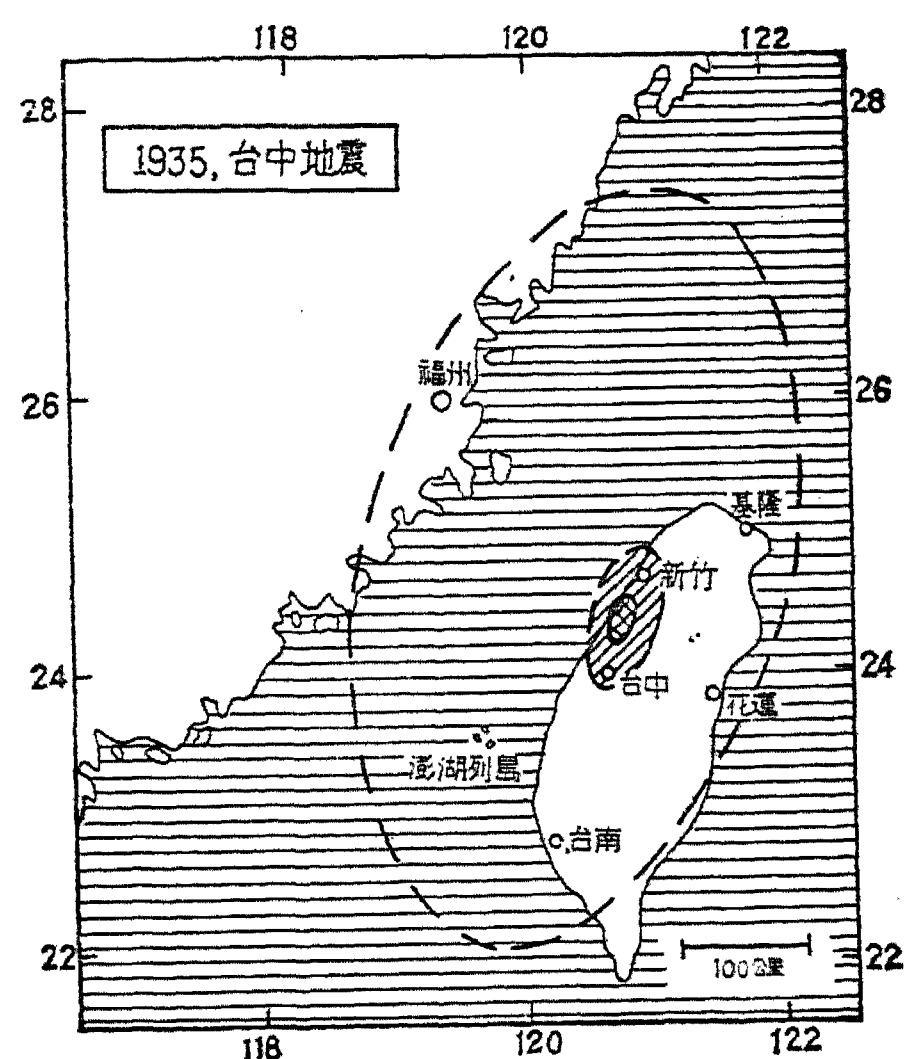 118 120 122
28 28
1935, 台中地震
福州
26 26
基隆
新竹
24 24
台中
花蓮
澎湖列島
台南
22 22
100公里
118 120 122